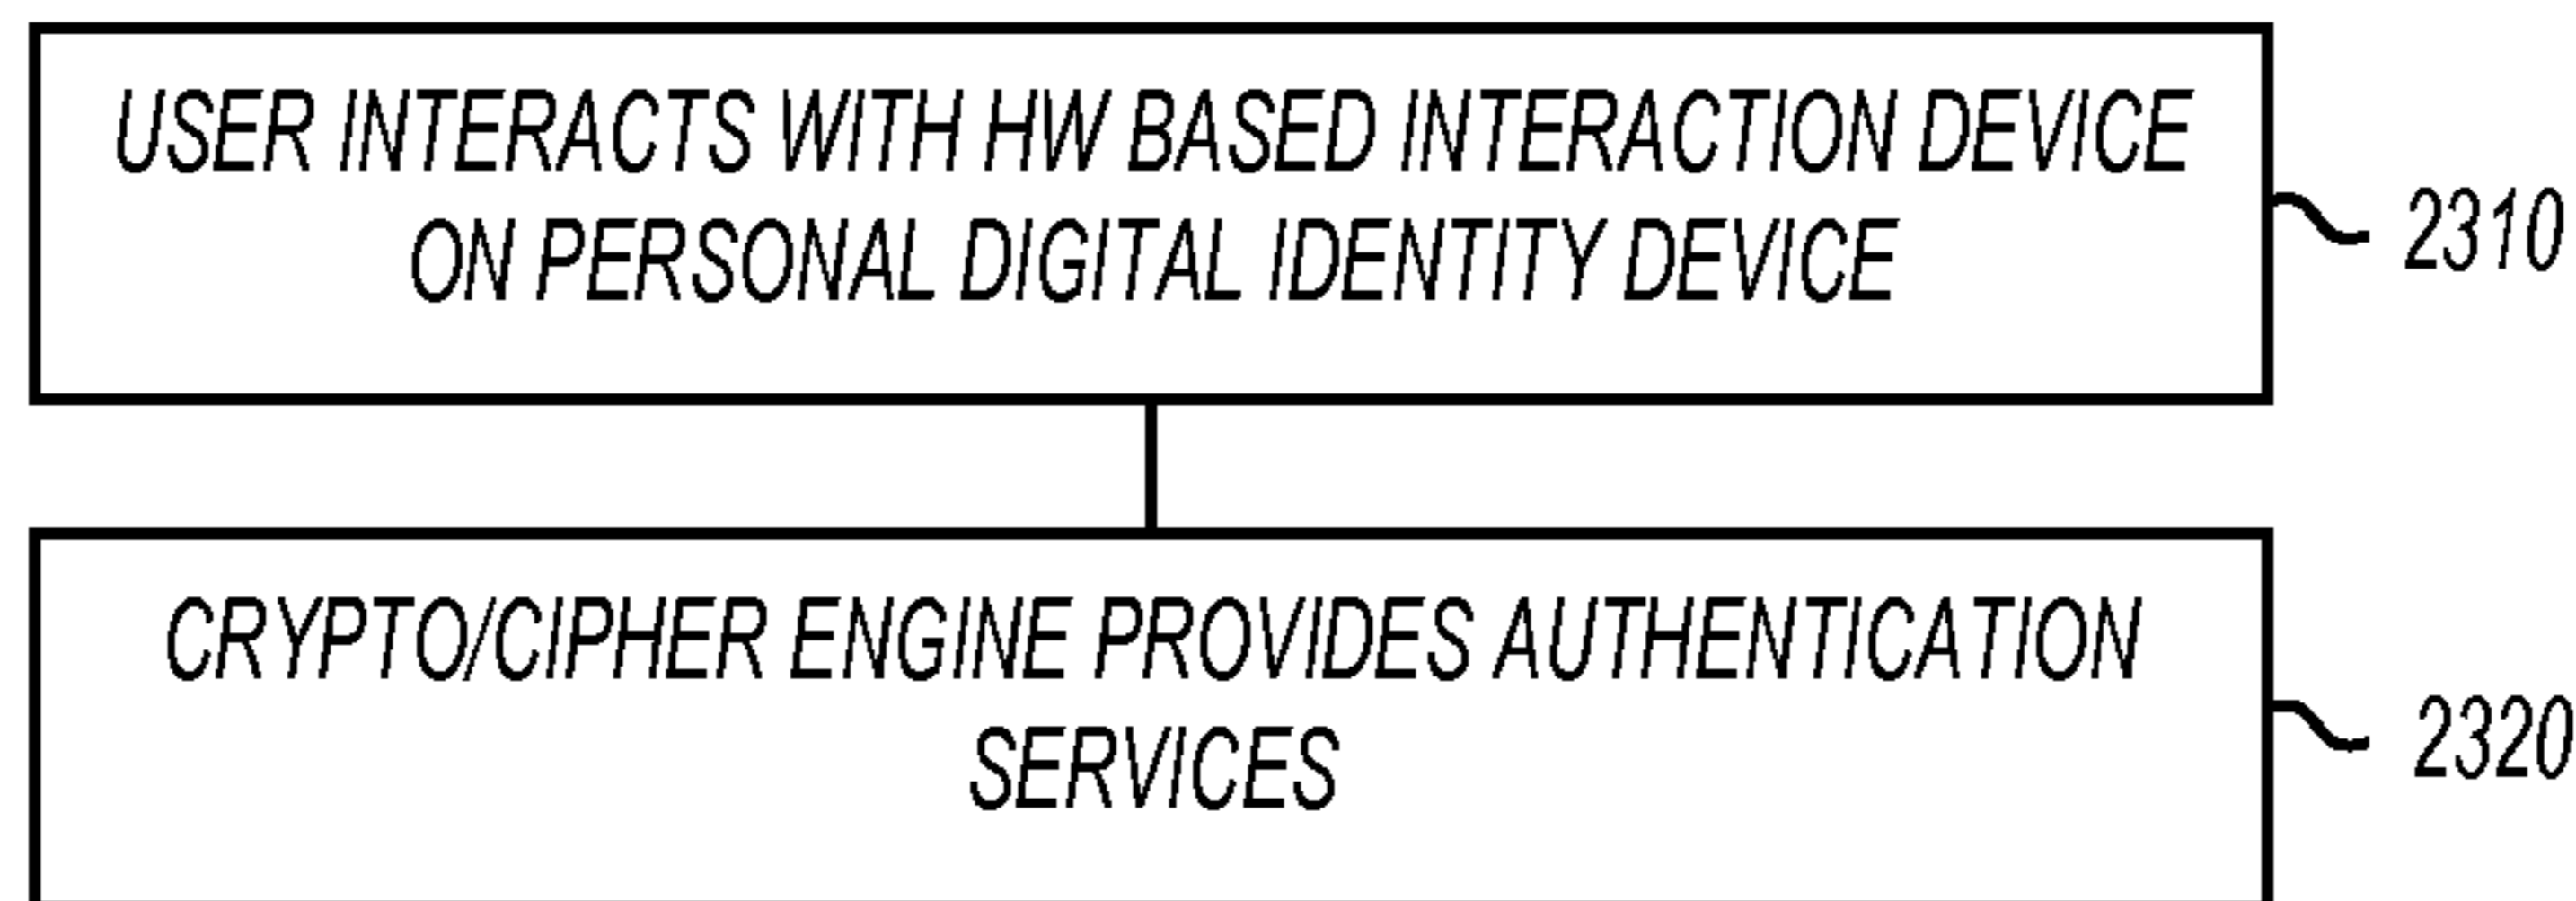 USER INTERACTS WITH HW BASED INTERACTION DEVICE
ON PERSONAL DIGITAL IDENTITY DEVICE
2310
CRYPTO/CIPHER ENGINE PROVIDES AUTHENTICATION
SERVICES
2320